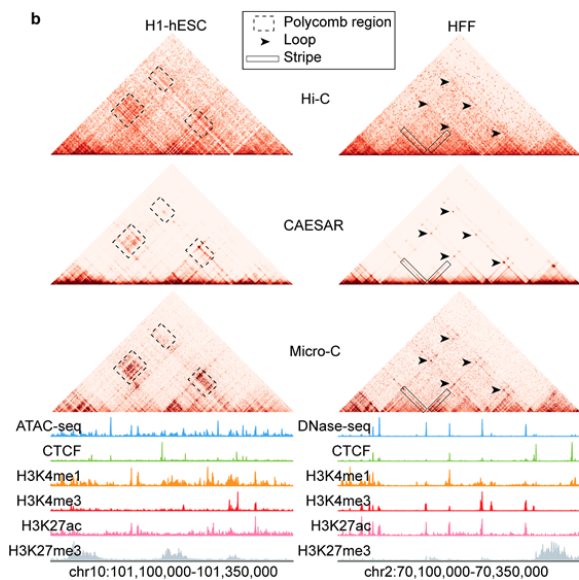 b
H1-hESC
Polycomb region
Loop
Stripe
HFF
Hi-C
CAESAR
Micro-C
ATAC-seq
CTCF
H3K4me1
H3K4me3
H3K27ac
H3K27me3
chr10:101,100,000-101,350,000
DNase-seq
CTCF
H3K4me1
H3K4me3
H3K27ac
H3K27me3
chr2:70,100,000-70,350,000